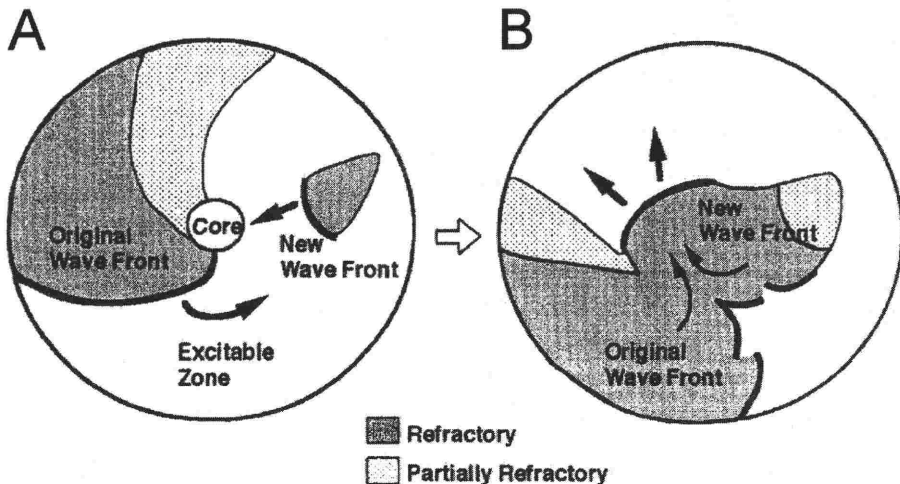 A
Core
Original
Wave Front
New
Wave Front
Excitable
Zone
B
New
Wave Front
Original
Wave Front
Refractory
Partially Refractory